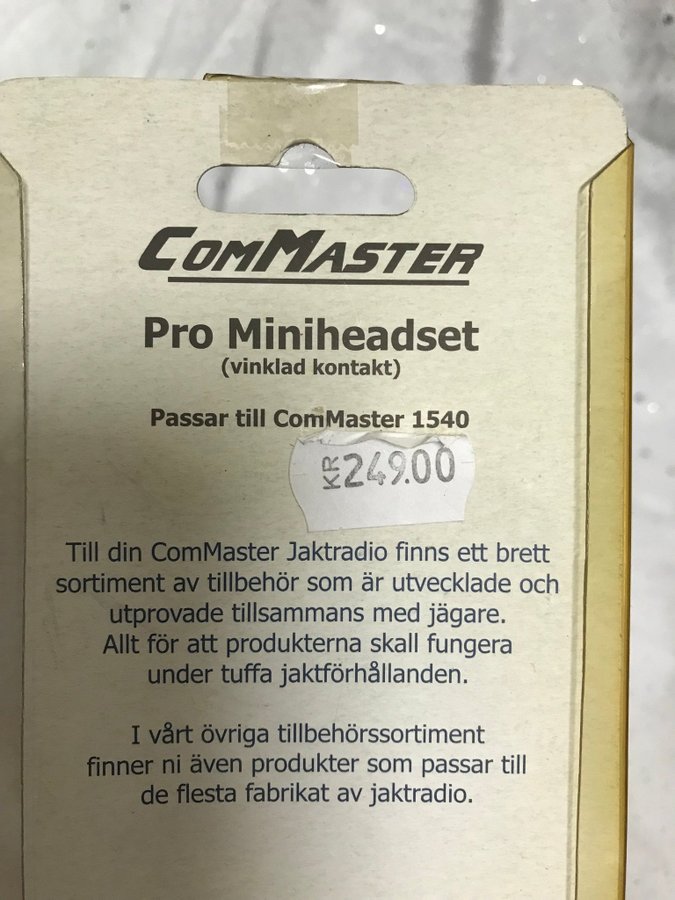 COMMASTER
Pro Miniheadset
(vinklad kontakt)
Passar till ComMaster 1540
KR 249.00
Till din ComMaster Jaktradio finns ett brett
sortiment av tillbehör som är utvecklade och
utprovade tillsammans med jägare.
Allt för att produkterna skall fungera
under tuffa jaktförhållanden.
I vårt övriga tillbehörssortiment
finner ni även produkter som passar till
de flesta fabrikat av jaktradio.